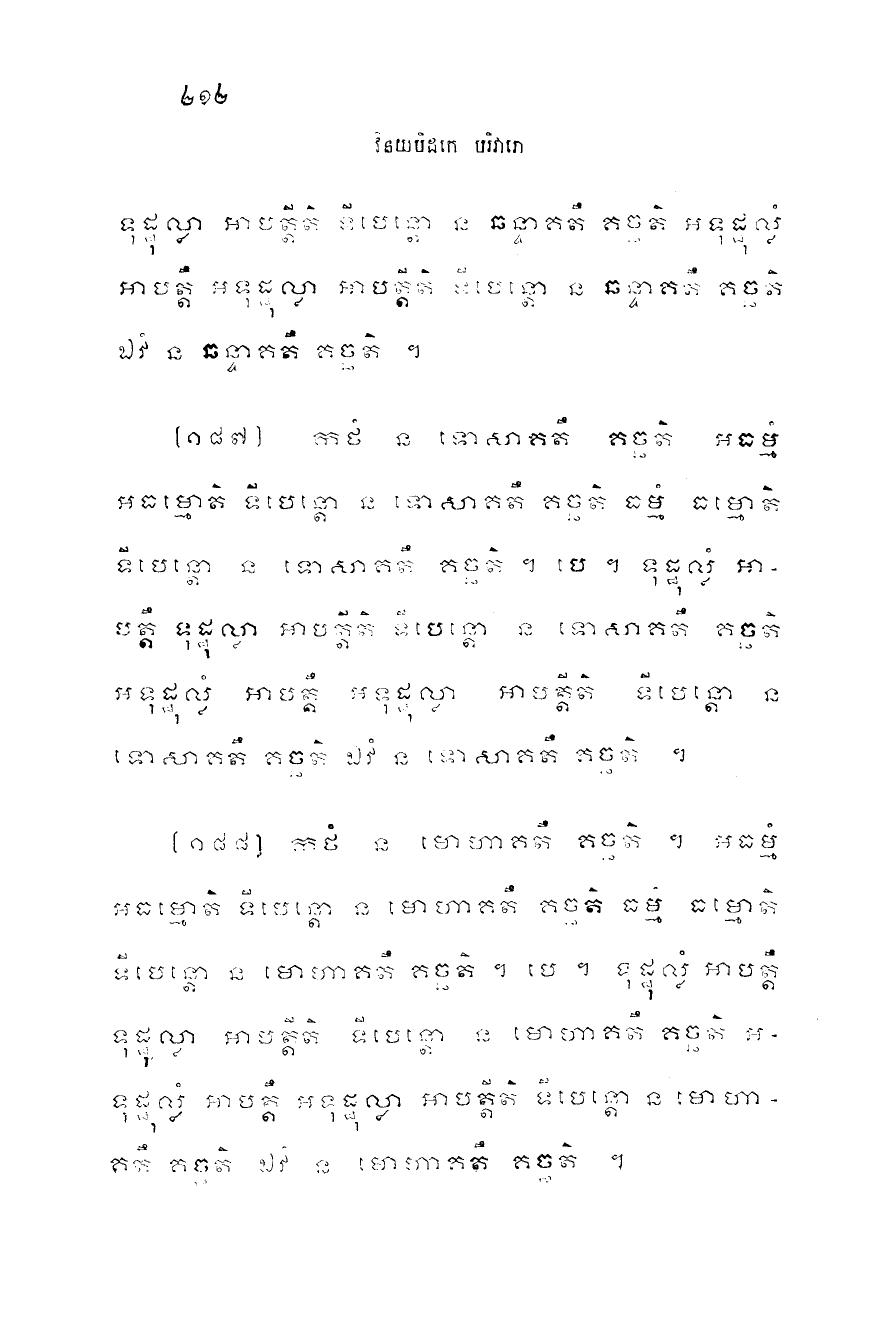 ២១២
វិនយបិដកេ បរិវារោ
ទុដ្ឋុល្លា អាបត្តីតិ ទីបេន្តោ ន ឆន្ទាគតឹ គច្ឆតិ អទុដ្ឋុល្លំ
អាបត្តឹ អទុដ្ឋុល្លា អាបត្តីតិ ទីបេន្តោ ន ឆន្ទាគតឹ គច្ឆតិ
ឯវំ ន ឆន្ទាគតឹ គច្ឆតិ ។
[១៨៧] កថំ ន ទោសាគតឹ គច្ឆតិ អធម្មំ
អធម្មោតិ ទីបេន្តោ ន ទោសាគតឹ គច្ឆតិ ធម្មំ ធម្មោតិ
ទីបេន្តោ ន ទោសាគតឹ គច្ឆតិ ។ បេ ។ ទុដ្ឋុល្លំ អា-
បត្តឹ ទុដ្ឋុល្លា អាបត្តីតិ ទីបេន្តោ ន ទោសាគតឹ គច្ឆតិ
អទុដ្ឋុល្លំ អាបត្តឹ អទុដ្ឋុល្លា អាបត្តីតិ ទីបេន្តោ ន
ទោសាគតឹ គច្ឆតិ ឯវំ ន ទោសាគតឹ គច្ឆតិ ។
[១៨៨] កថំ ន មោហាគតឹ គច្ឆតិ ។ អធម្មំ
អធម្មោតិ ទីបេន្តោ ន មោហាគតឹ គច្ឆតិ ធម្មំ ធម្មោតិ
ទីបេន្តោ ន មោហាគតឹ គច្ឆតិ ។ បេ ។ ទុដ្ឋុល្លំ អាបត្តឹ
ទុដ្ឋុល្លា អាបត្តីតិ ទីបេន្តោ ន មោហាគតឹ គច្ឆតិ អ-
ទុដ្ឋុល្លំ អាបត្តឹ អទុដ្ឋុល្លា អាបត្តីតិ ទីបេន្តោ ន មោហា-
គតឹ គច្ឆតិ ឯវំ ន មោហាគតឹ គច្ឆតិ ។